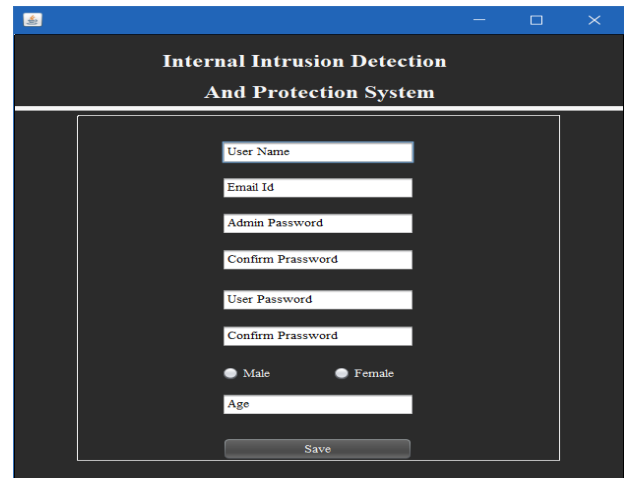 Internal Intrusion Detection
And Protection System
User Name
Email Id
Admin Password
Confirm Prassword
User Password
Confirm Prassword
Male Female
Age
Save